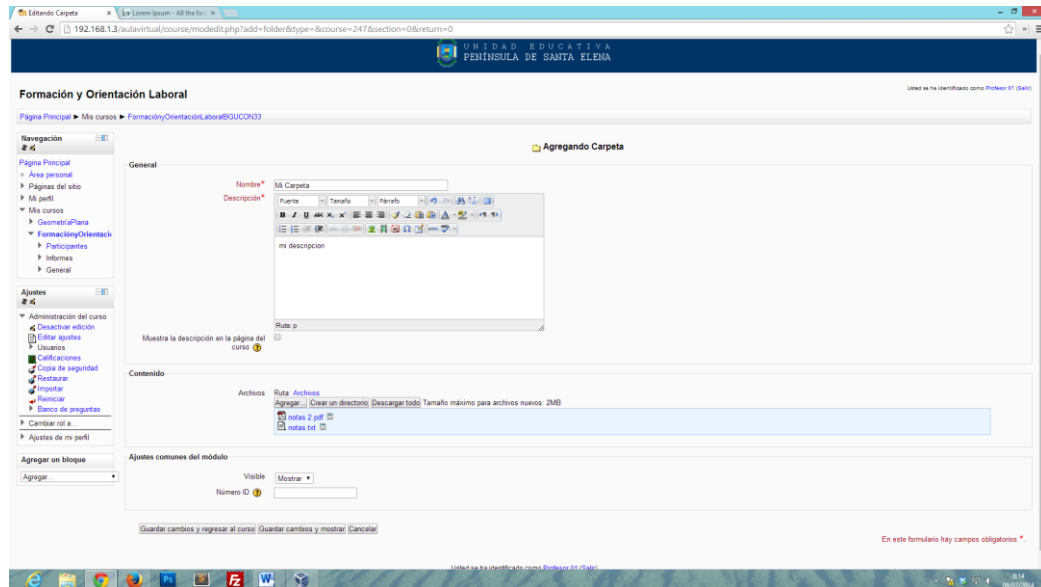 Editando Carpeta
Lorem Ipsum - All the fac
192.168.1.3/aulavirtual/course/modedit.php?add=folder&type=&course=247&section=0&return=0
UNIDAD EDUCATIVA
PENÍNSULA DE SANTA ELENA
Formación y Orientación Laboral
Usted se ha identificado como Profesor 01 (Salir)
Página Principal ► Mis cursos ► FormaciónyOrientaciónLaboralBGUCON33
Navegación
Página Principal
Área personal
Páginas del sitio
Mi perfil
Mis cursos
GeometríaPlana
FormaciónyOrientació
Participantes
Informes
General
Ajustes
Administración del curso
Desactivar edición
Editar ajustes
Usuarios
Calificaciones
Copia de seguridad
Restaurar
Importar
Reiniciar
Banco de preguntas
Cambiar rol a...
Ajustes de mi perfil
Agregar un bloque
Agregar...
Agregando Carpeta
General
Nombre* Mi Carpeta
Descripción*
Fuente Tamaño Párrafo
mi descripcion
Ruta: p
Muestra la descripción en la página del
curso
Contenido
Archivos Ruta: Archivos
Agregar... Crear un directorio Descargar todo Tamaño máximo para archivos nuevos: 2MB
notas 2.pdf
notas.txt
Ajustes comunes del módulo
Visible Mostrar
Número ID
Guardar cambios y regresar al curso Guardar cambios y mostrar Cancelar
En este formulario hay campos obligatorios *.
Usted se ha identificado como Profesor 01 (Salir)